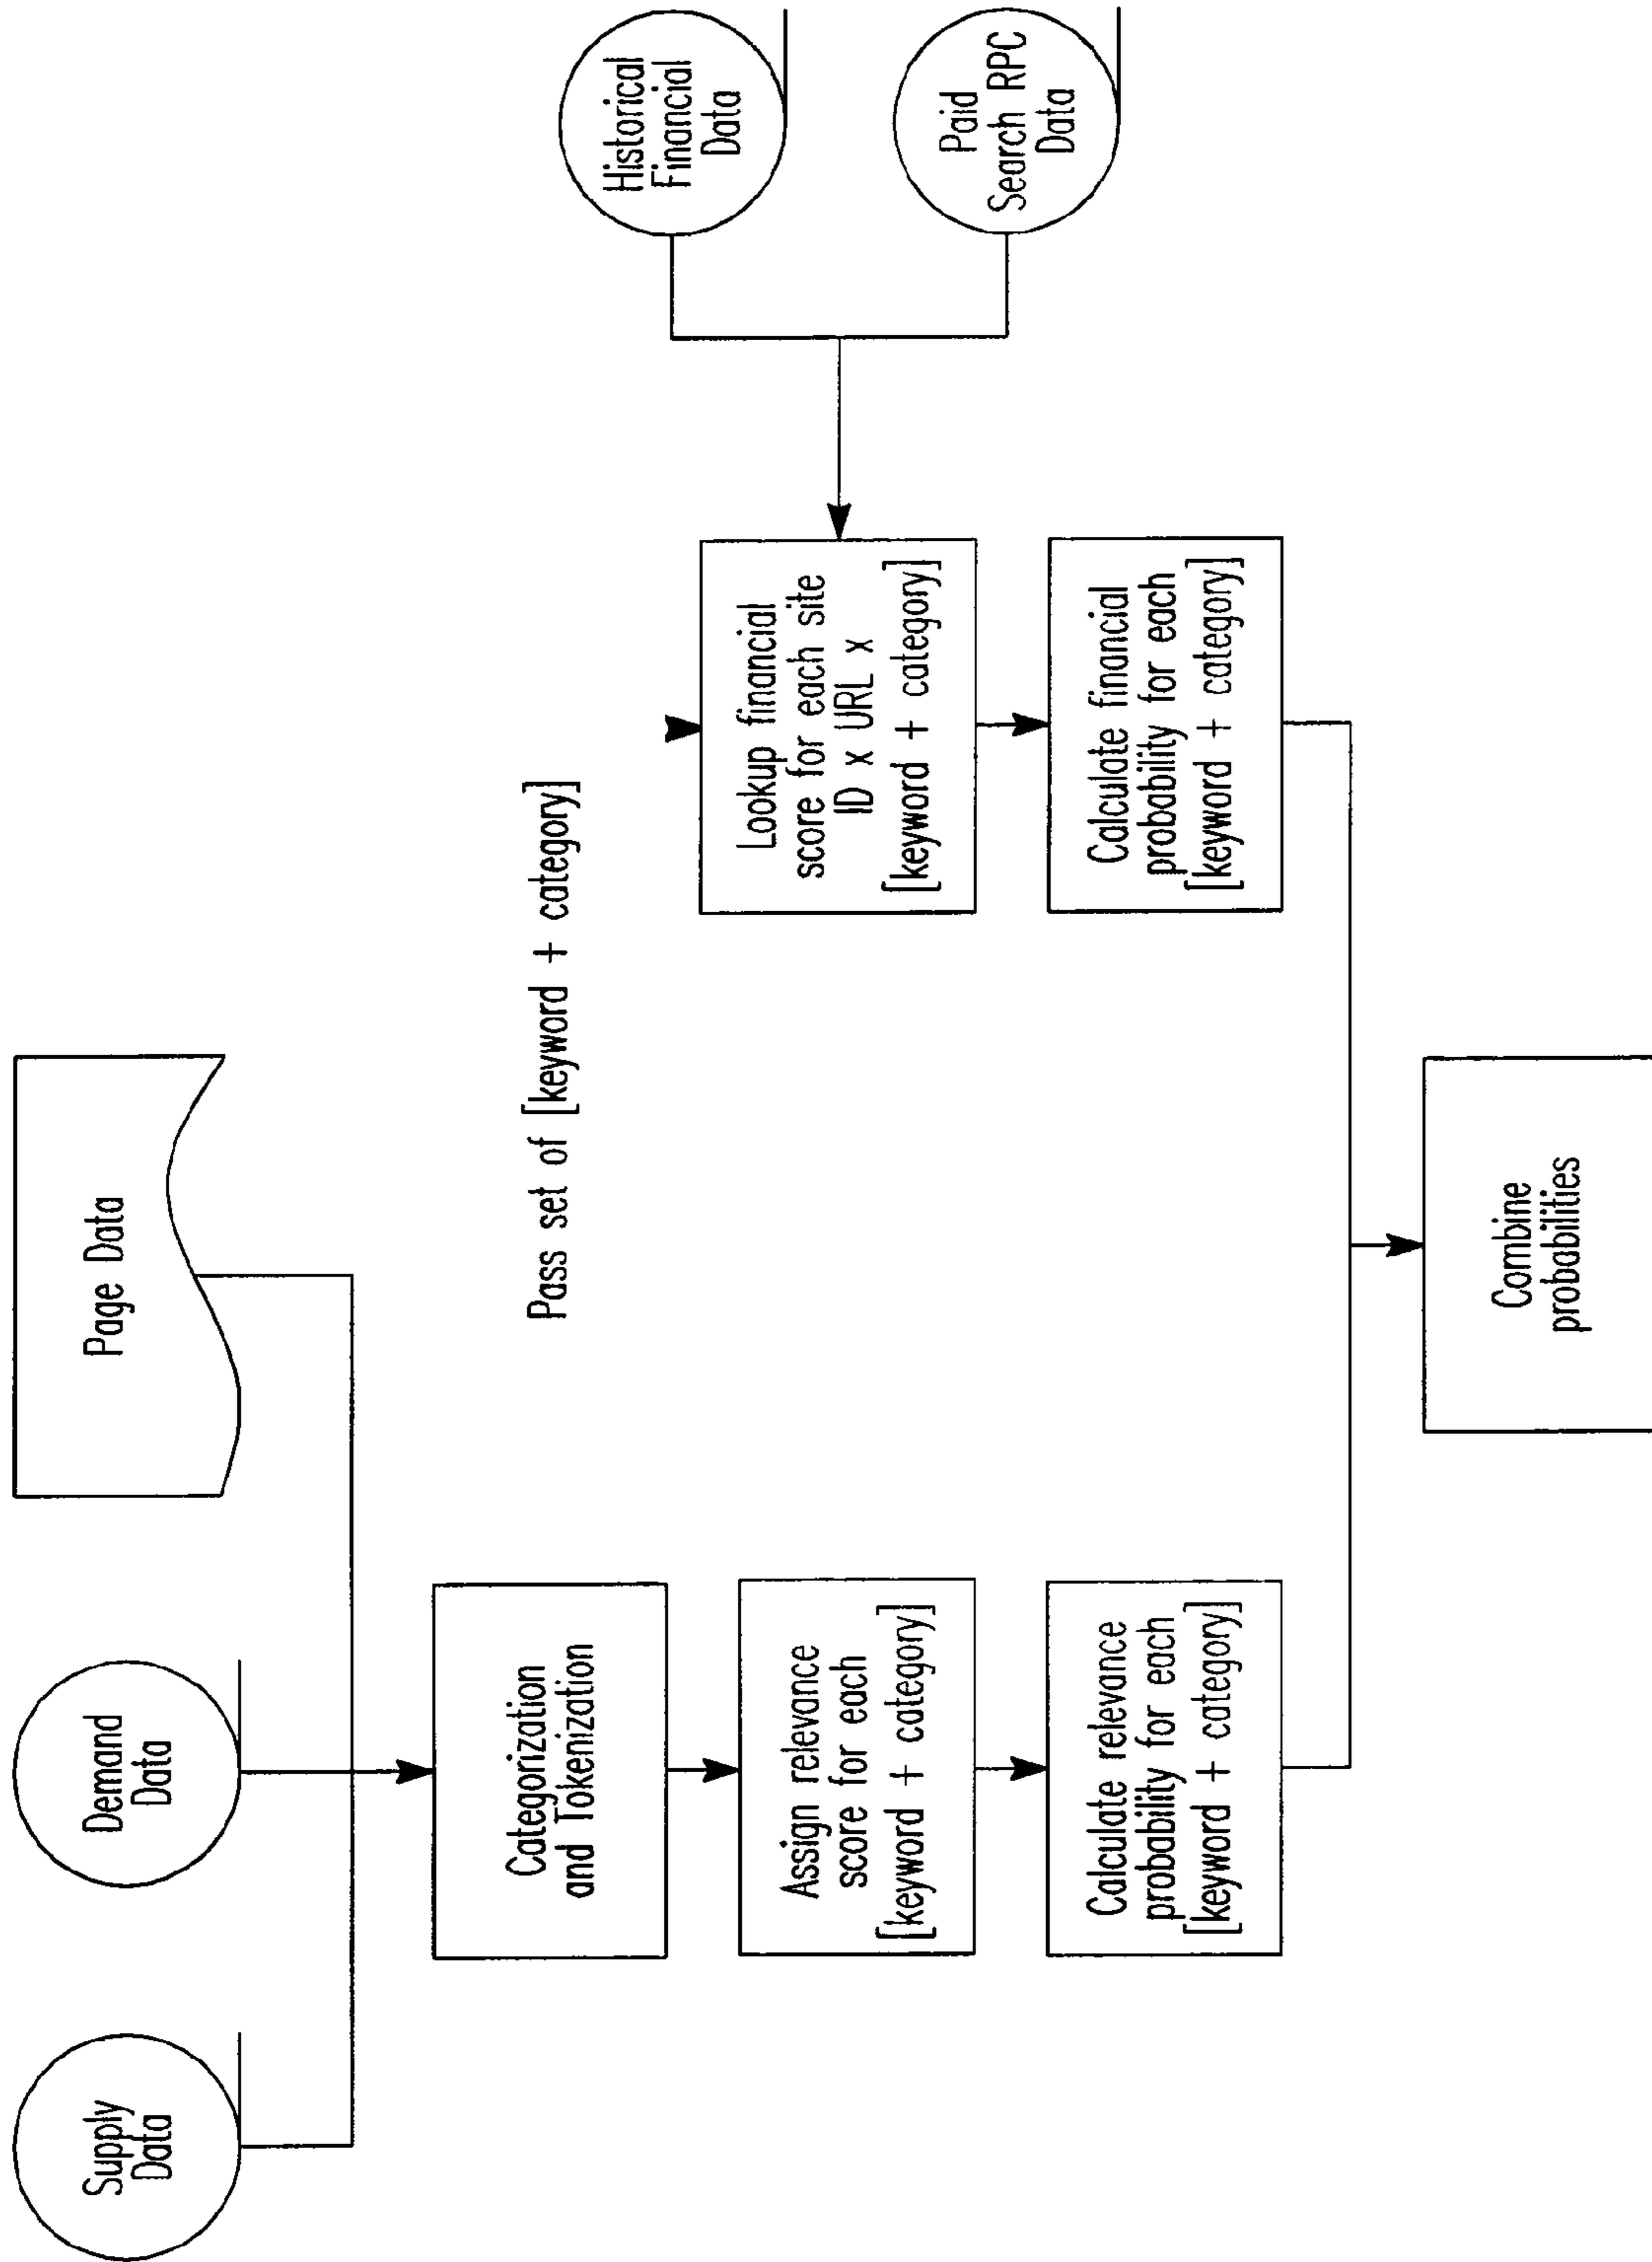 Supply
Data
Demand
Data
Page Data
Categorization
and Tokenization
Pass set of [keyword + category]
Historical
Financial
Data
Paid
Search RPC
Data
Assign relevance
score for each
[keyword + category]
Lookup financial
score for each site
ID x URL x
[keyword + category]
Calculate relevance
probability for each
[keyword + category]
Calculate financial
probability for each
[keyword + category]
Combine
probabilities